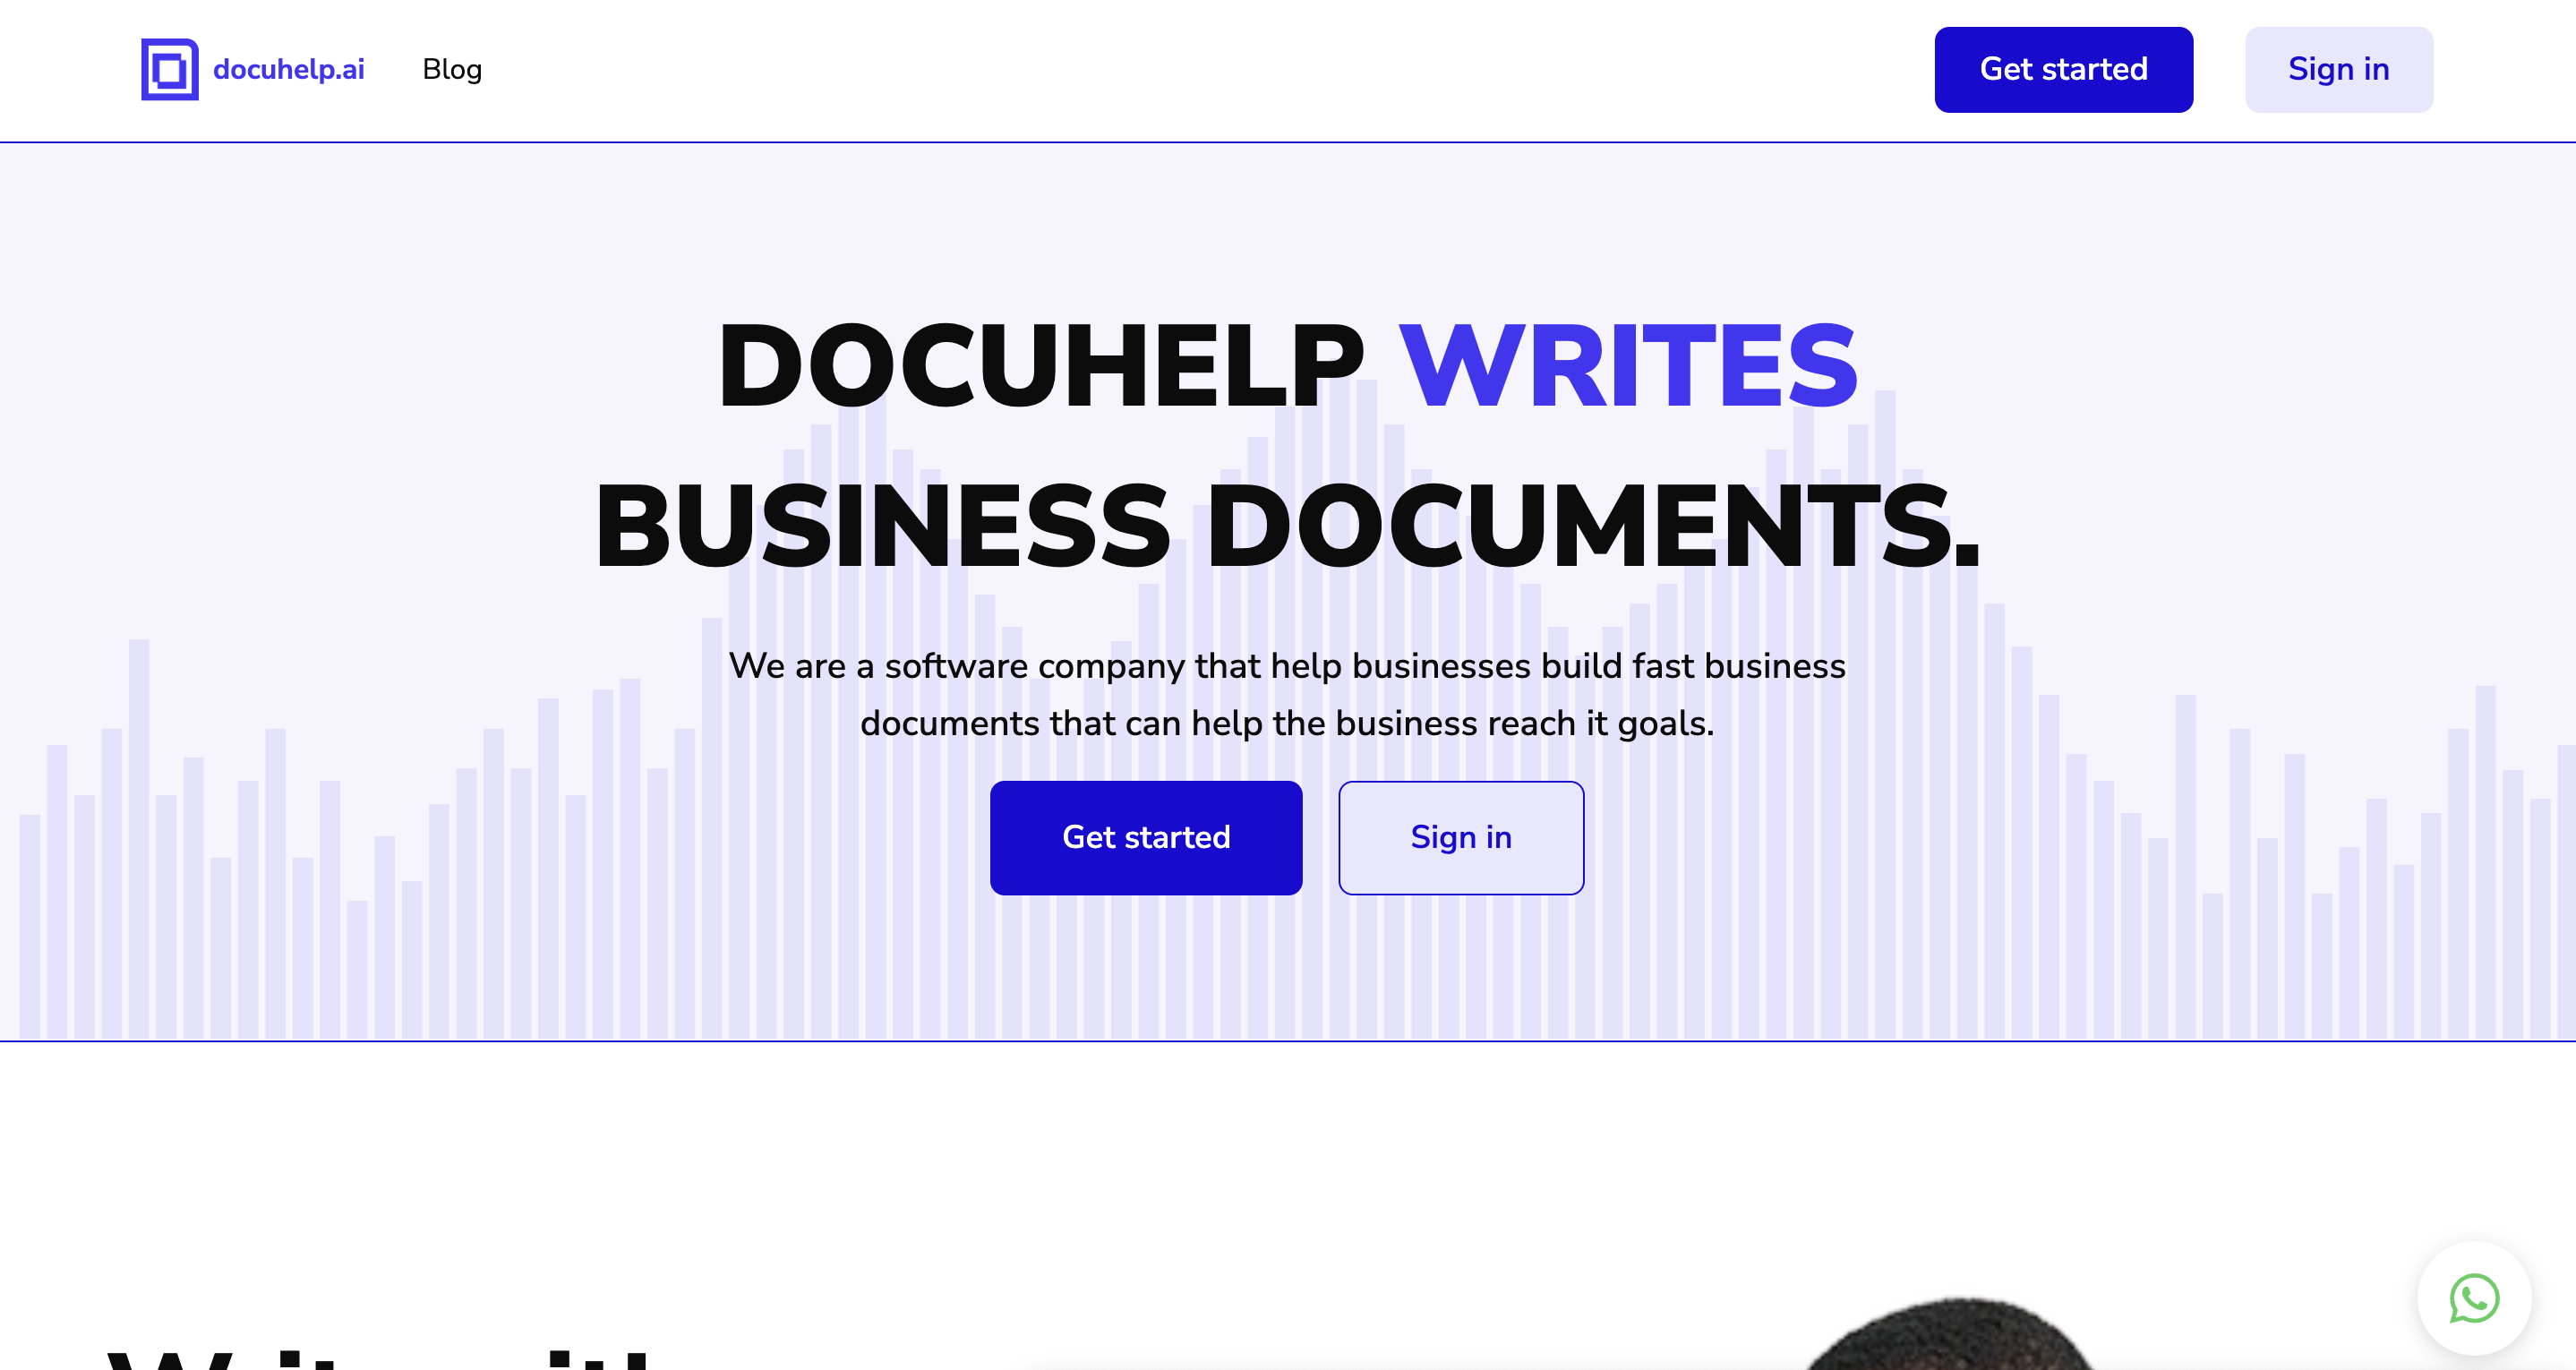 docuhelp.ai
Blog
Get started
Sign in
DOCUHELP WRITES
BUSINESS DOCUMENTS.
We are a software company that help businesses build fast business
documents that can help the business reach it goals.
Get started
Sign in